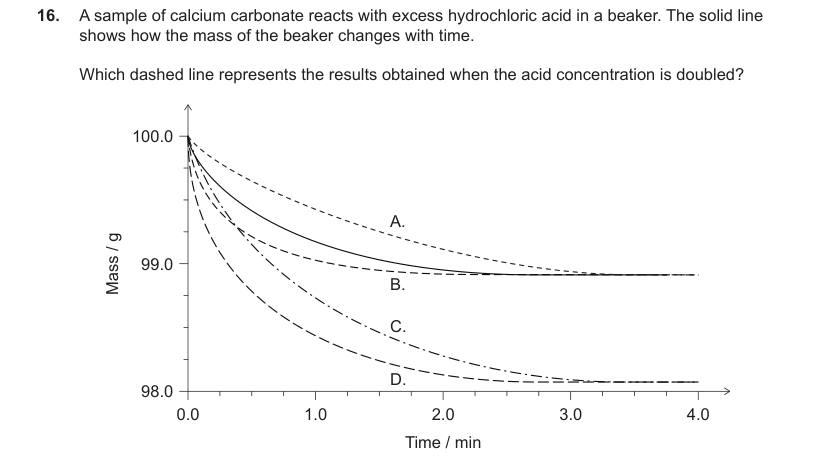 16. A sample of calcium carbonate reacts with excess hydrochloric acid in a beaker. The solid line
shows how the mass of the beaker changes with time.
Which dashed line represents the results obtained when the acid concentration is doubled?
100.0
A.
99.0
B.
Mass / g
C.
D.
98.0
0.0 1.0 2.0 3.0 4.0
Time / min